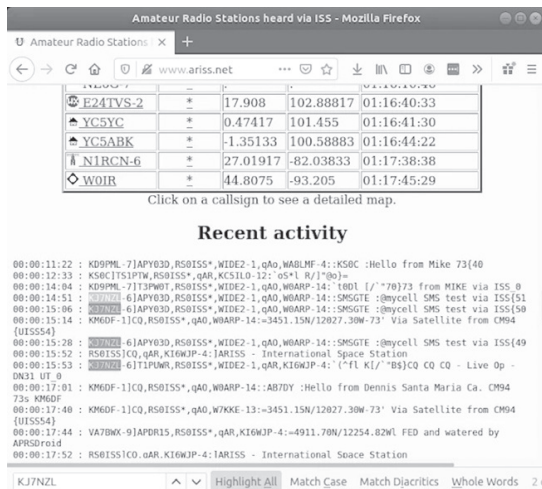 Amateur Radio Stations heard via ISS - Mozilla Firefox
Amateur Radio Stations × +
www.ariss.net
E24TVS-2 * 17.908 102.88817 01:16:40:33
YC5YC * 0.47417 101.455 01:16:41:30
YC5ABK * -1.35133 100.58883 01:16:44:22
N1RCN-6 * 27.01917 -82.03833 01:17:38:38
W0IR * 44.8075 -93.205 01:17:45:29
Click on a callsign to see a detailed map.
Recent activity
00:00:11:22 : KD9PML-7]APY03D,RS0ISS*,WIDE2-1,qAo,WA8LMF-4::KS0C :Hello from Mike 73{40
00:00:12:33 : KS0C]TS1PTW,RS0ISS*,qAR,KC5ILO-12:`oS*l R/]"@o}=
00:00:14:04 : KD9PML-7]T3PW0T,RS0ISS*,WIDE2-1,qAO,W0ARP-14:`t0Dl [/`"70}73 from MIKE via ISS_0
00:00:14:51 : KJ7NZL-6]APY03D,RS0ISS*,WIDE2-1,qAO,W0ARP-14::SMSGTE :@mycell SMS test via ISS{51
00:00:15:06 : KJ7NZL-6]APY03D,RS0ISS*,WIDE2-1,qAO,W0ARP-14::SMSGTE :@mycell SMS test via ISS{50
00:00:15:14 : KM6DF-1]CQ,RS0ISS*,qAO,W0ARP-14:=3451.15N/12027.30W-73' Via Satellite from CM94
{UISS54}
00:00:15:28 : KJ7NZL-6]APY03D,RS0ISS*,WIDE2-1,qAO,W0ARP-14::SMSGTE :@mycell SMS test via ISS{49
00:00:15:52 : RS0ISS]CQ,qAR,KI6WJP-4:]ARISS - International Space Station
00:00:15:53 : KJ7NZL-6]T1PUWR,RS0ISS*,WIDE2-1,qAR,KI6WJP-4:`(^fl K[/`"B$}CQ CQ CQ - Live Op -
DN31 UT_0
00:00:17:01 : KM6DF-1]CQ,RS0ISS*,qAO,W0ARP-14::AB7DY :Hello from Dennis Santa Maria Ca. CM94
73s KM6DF
00:00:17:40 : KM6DF-1]CQ,RS0ISS*,qAO,W7KKE-13:=3451.15N/12027.30W-73' Via Satellite from CM94
{UISS54}
00:00:17:44 : VA7BWX-9]APDR15,RS0ISS*,qAR,KI6WJP-4:=4911.70N/12254.82Wl FED and watered by
APRSDroid
00:00:17:52 : RS0ISS]CQ,qAR,KI6WJP-4:]ARISS - International Space Station
KJ7NZL Highlight All Match Case Match Diacritics Whole Words 2